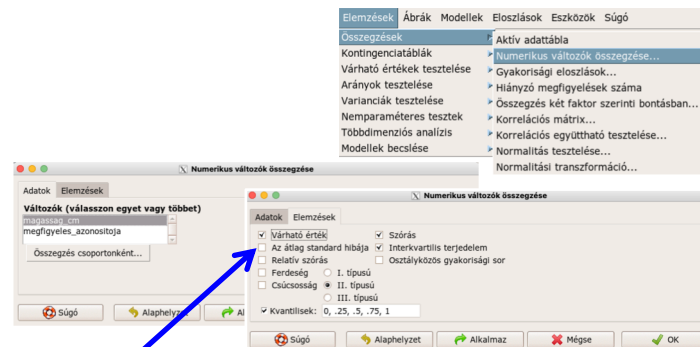 Elemzések Ábrák Modellek Eloszlások Eszközök Súgó
Összegzések
Kontingenciatáblák
Várható értékek tesztelése
Arányok tesztelése
Varianciák tesztelése
Nemparaméteres tesztek
Többdimenziós analízis
Modellek becslése
Aktív adattábla
Numerikus változók összegzése...
Gyakorisági eloszlások...
Hiányzó megfigyelések száma
Összegzés két faktor szerinti bontásban...
Korrelációs mátrix...
Korrelációs együttható tesztelése...
Normalitás tesztelése...
Normalitási transzformáció...
Numerikus változók összegzése
Adatok Elemzések
Változók (válasszon egyet vagy többet)
magassag_cm
megfigyeles_azonositoja
Összegzés csoportonként...
Súgó Alaphelyzet Al
Numerikus változók összegzése
Adatok Elemzések
Várható érték Szórás
Az átlag standard hibája Interkvartilis terjedelem
Relatív szórás Osztályközös gyakorisági sor
Ferdeség I. típusú
Csúcsosság II. típusú
III. típusú
Kvantilisek: 0, .25, .5, .75, 1
Súgó Alaphelyzet Alkalmaz Mégse OK